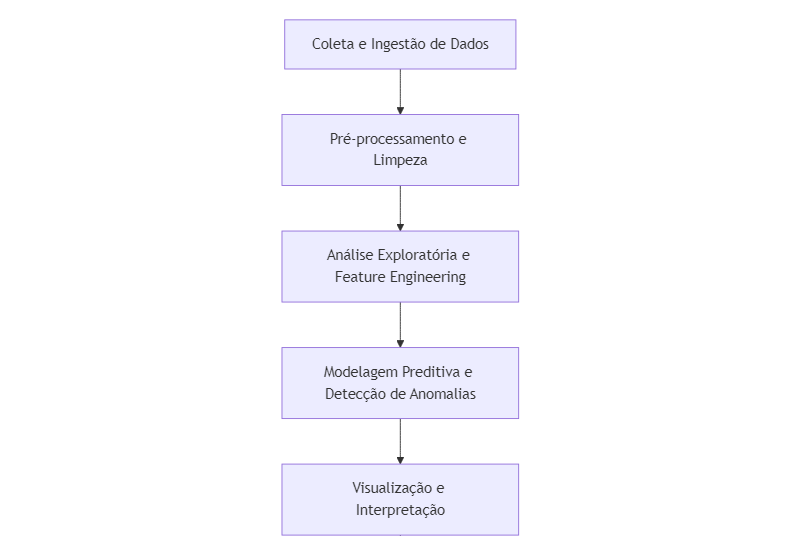 Coleta e Ingestão de Dados
Pré-processamento e
Limpeza
Análise Exploratória e
Feature Engineering
Modelagem Preditiva e
Detecção de Anomalias
Visualização e
Interpretação